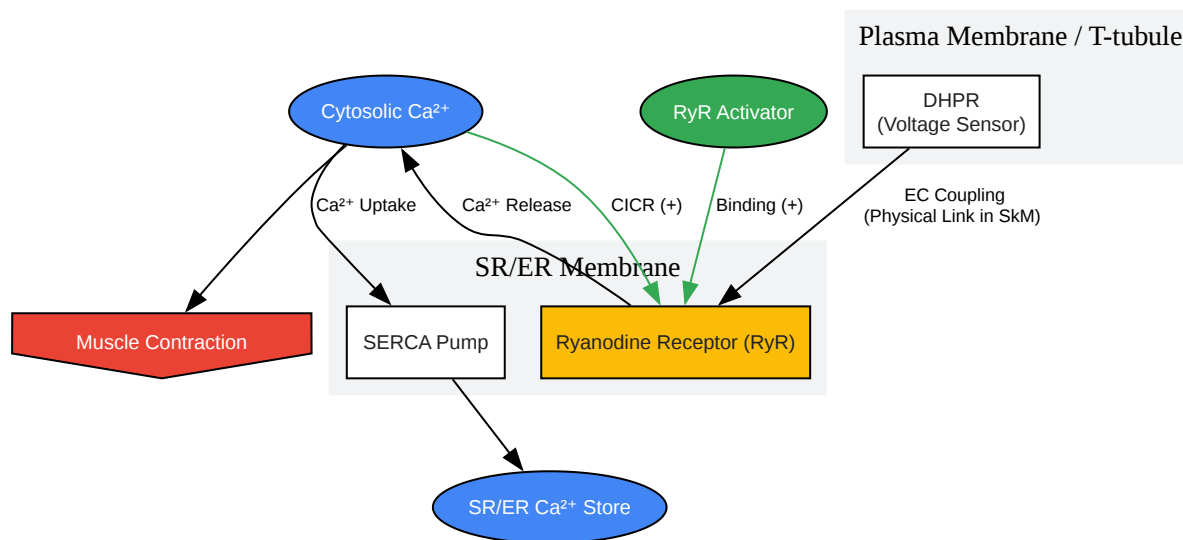 Plasma Membrane / T-tubule
Cytosolic Ca²⁺
RyR Activator
DHPR
(Voltage Sensor)
Ca²⁺ Uptake
Ca²⁺ Release
CICR (+)
Binding (+)
EC Coupling
(Physical Link in SkM)
SR/ER Membrane
Muscle Contraction
SERCA Pump
Ryanodine Receptor (RyR)
SR/ER Ca²⁺ Store